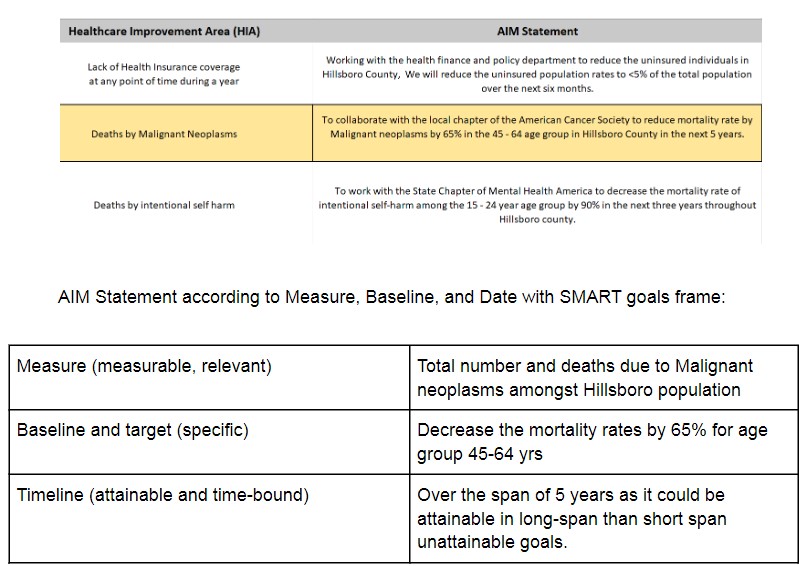 Healthcare Improvement Area (HIA) AIM Statement
Lack of Health Insurance coverage
at any point of time during a year
Working with the health finance and policy department to reduce the uninsured individuals in
Hillsboro County, We will reduce the uninsured population rates to <5% of the total population
over the next six months.
Deaths by Malignant Neoplasms
To collaborate with the local chapter of the American Cancer Society to reduce mortality rate by
Malignant neoplasms by 65% in the 45 - 64 age group in Hillsboro County in the next 5 years.
Deaths by intentional self harm
To work with the State Chapter of Mental Health America to decrease the mortality rate of
intentional self-harm among the 15 - 24 year age group by 90% in the next three years throughout
Hillsboro county.
AIM Statement according to Measure, Baseline, and Date with SMART goals frame:
Measure (measurable, relevant)
Total number and deaths due to Malignant
neoplasms amongst Hillsboro population
Baseline and target (specific)
Decrease the mortality rates by 65% for age
group 45-64 yrs
Timeline (attainable and time-bound)
Over the span of 5 years as it could be
attainable in long-span than short span
unattainable goals.